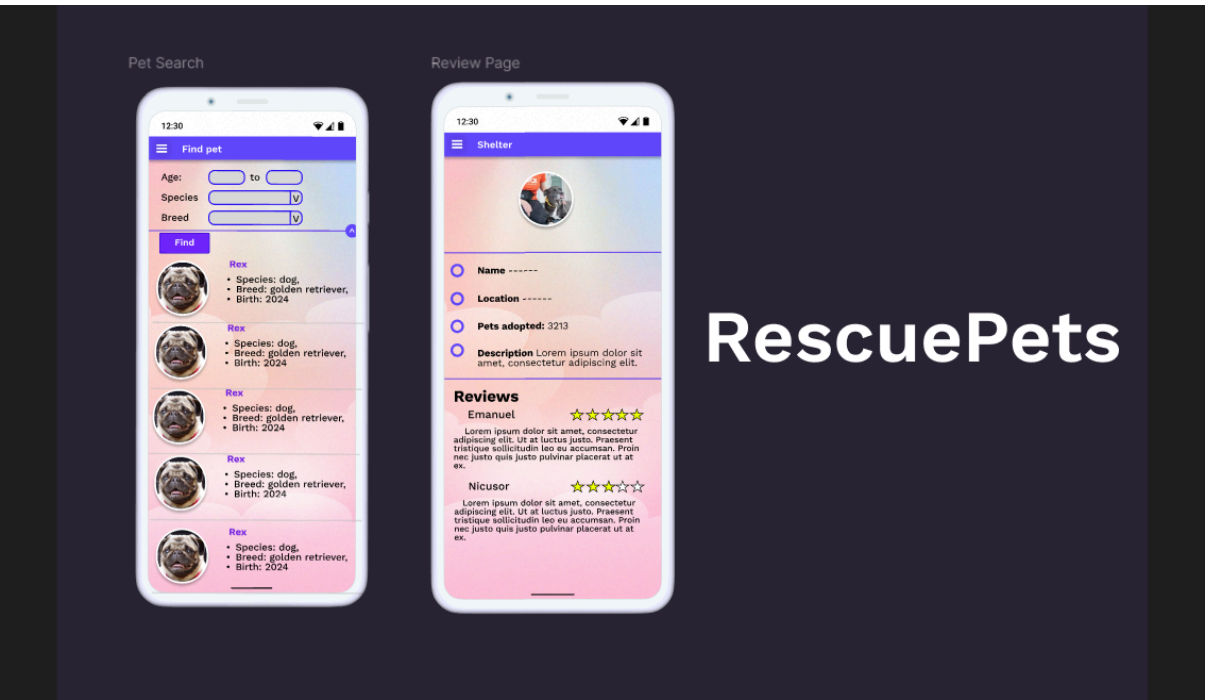 Pet Search
12:30
Find pet
Age: to
Species V
Breed V
^
Find
Rex
• Species: dog,
• Breed: golden retriever,
• Birth: 2024
Rex
• Species: dog,
• Breed: golden retriever,
• Birth: 2024
Rex
• Species: dog,
• Breed: golden retriever,
• Birth: 2024
Rex
• Species: dog,
• Breed: golden retriever,
• Birth: 2024
Rex
• Species: dog,
• Breed: golden retriever,
• Birth: 2024
Review Page
12:30
Shelter
Name ------
Location ------
Pets adopted: 3213
Description Lorem ipsum dolor sit
amet, consectetur adipiscing elit.
Reviews
Emanuel
Lorem ipsum dolor sit amet, consectetur
adipiscing elit. Ut at luctus justo. Praesent
tristique sollicitudin leo eu accumsan. Proin
nec justo quis justo pulvinar placerat ut at
ex.
Nicusor
Lorem ipsum dolor sit amet, consectetur
adipiscing elit. Ut at luctus justo. Praesent
tristique sollicitudin leo eu accumsan. Proin
nec justo quis justo pulvinar placerat ut at
ex.
RescuePets